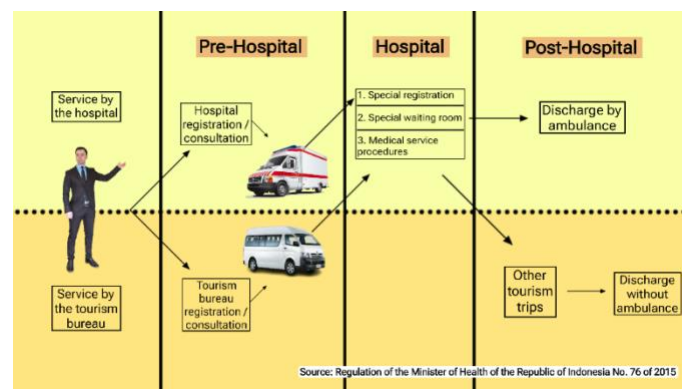 Pre-Hospital
Hospital
Post-Hospital
Service by
the hospital
Hospital
registration /
consultation
1. Special registration
2. Special waiting room
3. Medical service
procedures
Discharge by
ambulance
Service by
the tourism
bureau
Tourism
bureau
registration /
consultation
Other
tourism
trips
Discharge
without
ambulance
Source: Regulation of the Minister of Health of the Republic of Indonesia No. 76 of 2015